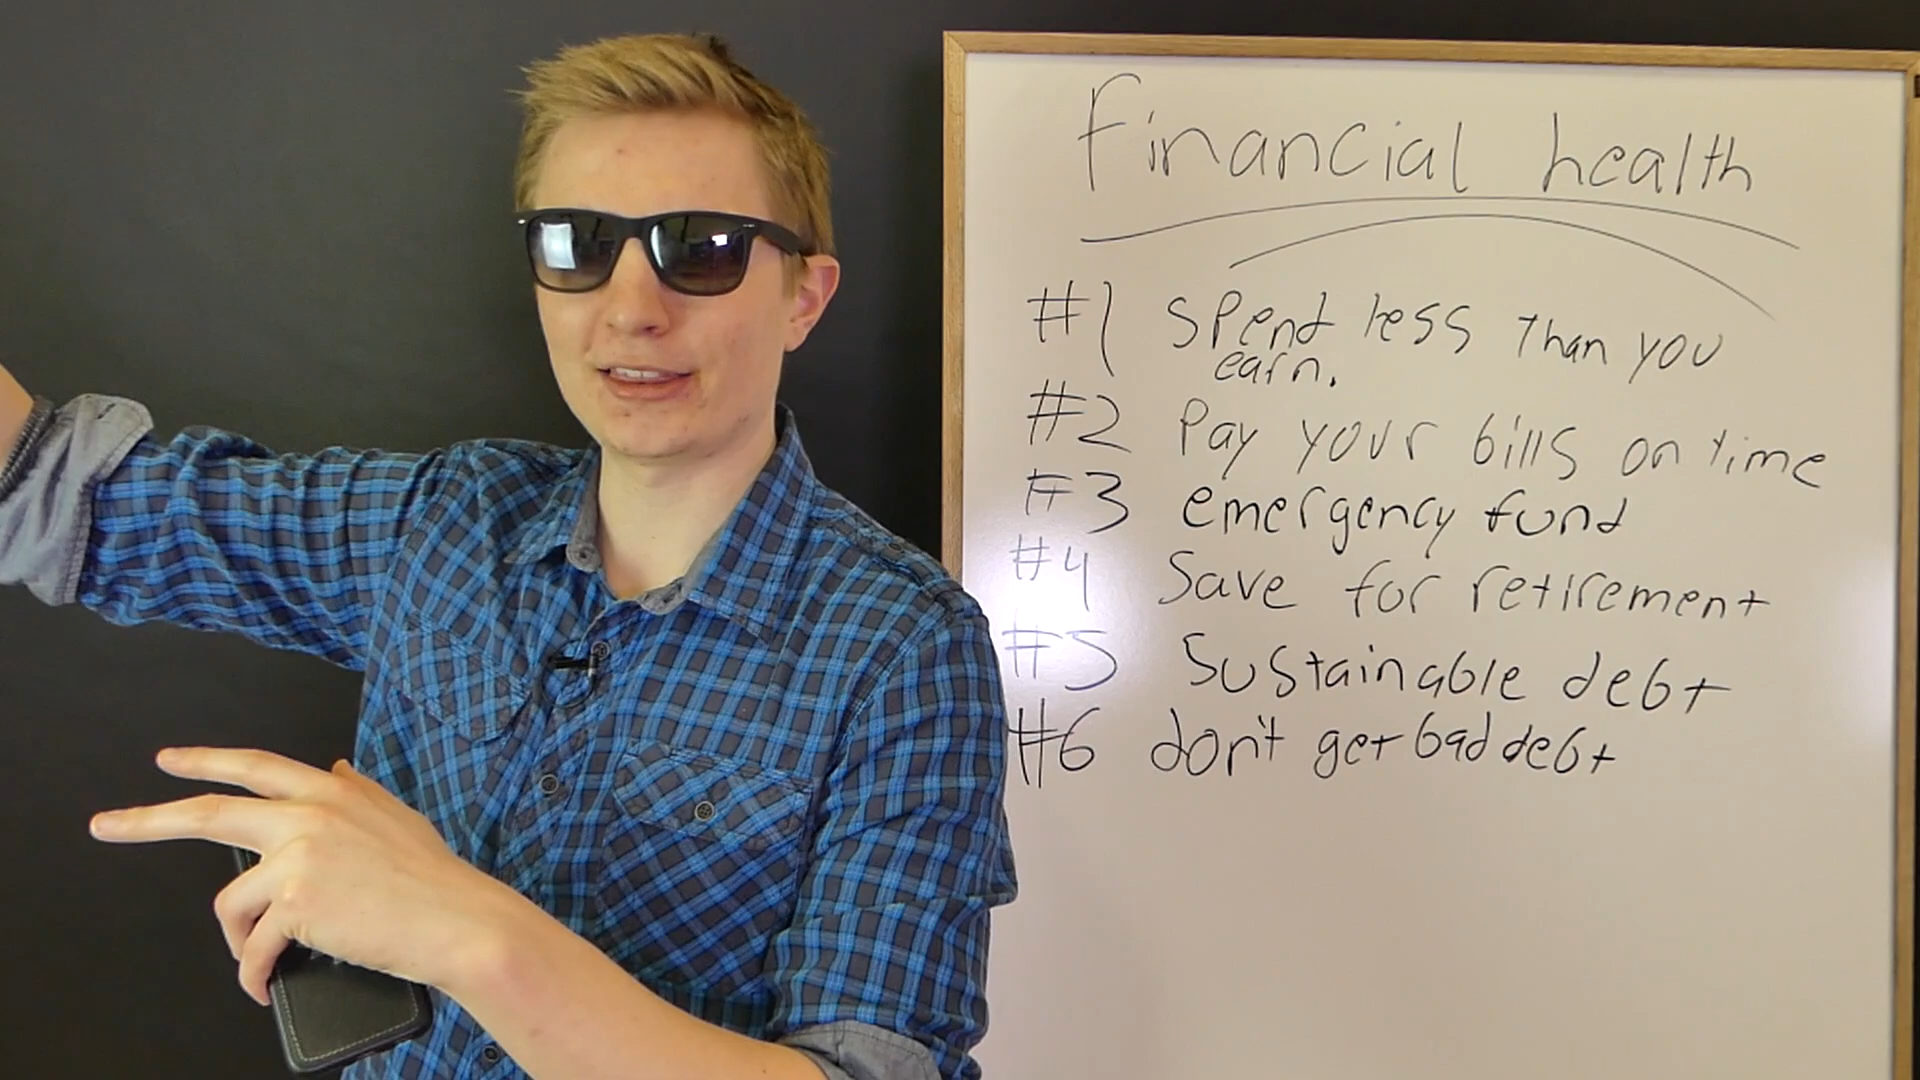 Financial health
#1 Spend less than you
earn.
#2 Pay your bills on time
#3 emergency fund
#4 Save for retirement
#5 Sustainable debt
#6 don't get bad debt